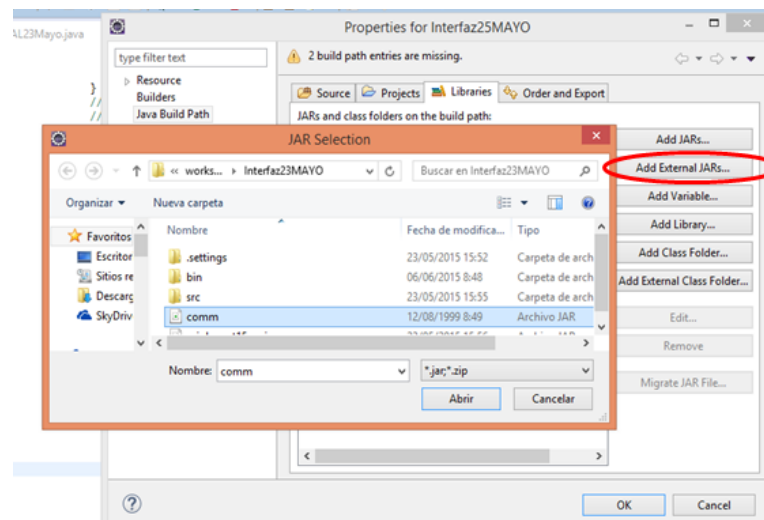 AL23Mayo.java
Properties for Interfaz25MAYO
type filter text
2 build path entries are missing.
Resource
Builders
Java Build Path
Source Projects Libraries Order and Export
JARs and class folders on the build path:
}
//
//
Add JARs...
Add External JARs...
Add Variable...
Add Library...
Add Class Folder...
Add External Class Folder...
Edit...
Remove
Migrate JAR File...
JAR Selection
« works... Interfaz23MAYO
Buscar en Interfaz23MAYO
Organizar Nueva carpeta
Favoritos
Escritor
Sitios re
Descarg
SkyDriv
Nombre Fecha de modifica... Tipo
.settings 23/05/2015 15:52 Carpeta de arch
bin 06/06/2015 8:48 Carpeta de arch
src 23/05/2015 15:55 Carpeta de arch
comm 12/08/1999 8:49 Archivo JAR
Nombre: comm *.jar;*.zip
Abrir Cancelar
OK Cancel